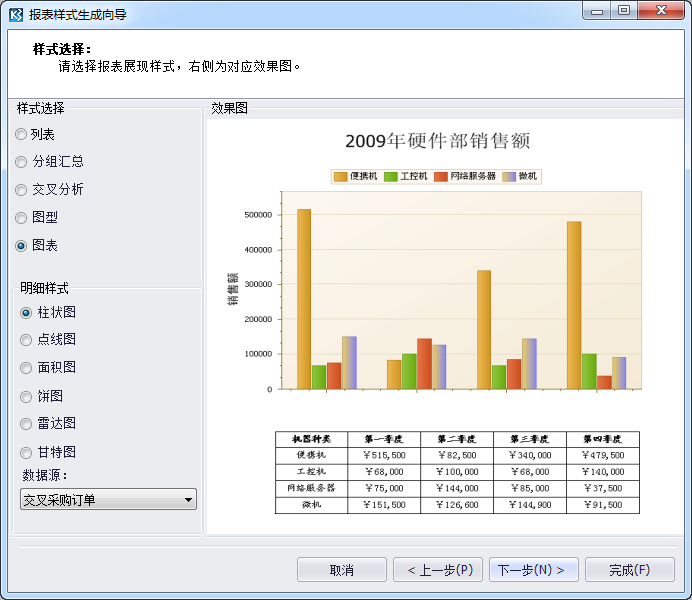 报表样式生成向导
样式选择：
请选择报表展现样式，右侧为对应效果图。
样式选择
列表
分组汇总
交叉分析
图型
图表
明细样式
柱状图
点线图
面积图
饼图
雷达图
甘特图
数据源：
交叉采购订单
效果图
2009年硬件部销售额
便携机 工控机 网络服务器 微机
销售额
500000
400000
300000
200000
100000
0
机器种类 第一季度 第二季度 第三季度 第四季度
便携机 ￥515,500 ￥82,500 ￥340,000 ￥479,500
工控机 ￥68,000 ￥100,000 ￥68,000 ￥140,000
网络服务器 ￥75,000 ￥144,000 ￥85,000 ￥37,500
微机 ￥151,500 ￥126,600 ￥144,900 ￥91,500
取消 < 上一步(P) 下一步(N) > 完成(F)